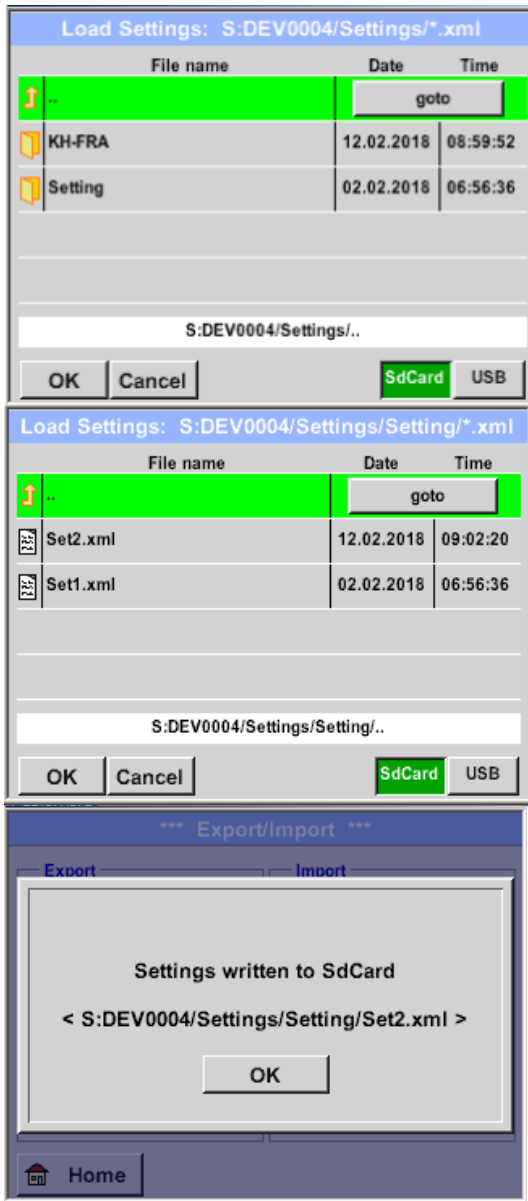 Load Settings: S:DEV0004/Settings/*.xml
File name Date Time
.. goto
KH-FRA 12.02.2018 08:59:52
Setting 02.02.2018 06:56:36
S:DEV0004/Settings/..
OK Cancel SdCard USB
Load Settings: S:DEV0004/Settings/Setting/*.xml
File name Date Time
.. goto
Set2.xml 12.02.2018 09:02:20
Set1.xml 02.02.2018 06:56:36
S:DEV0004/Settings/Setting/..
OK Cancel SdCard USB
*** Export/Import ***
Export Import
Settings written to SdCard
< S:DEV0004/Settings/Setting/Set2.xml >
OK
Home